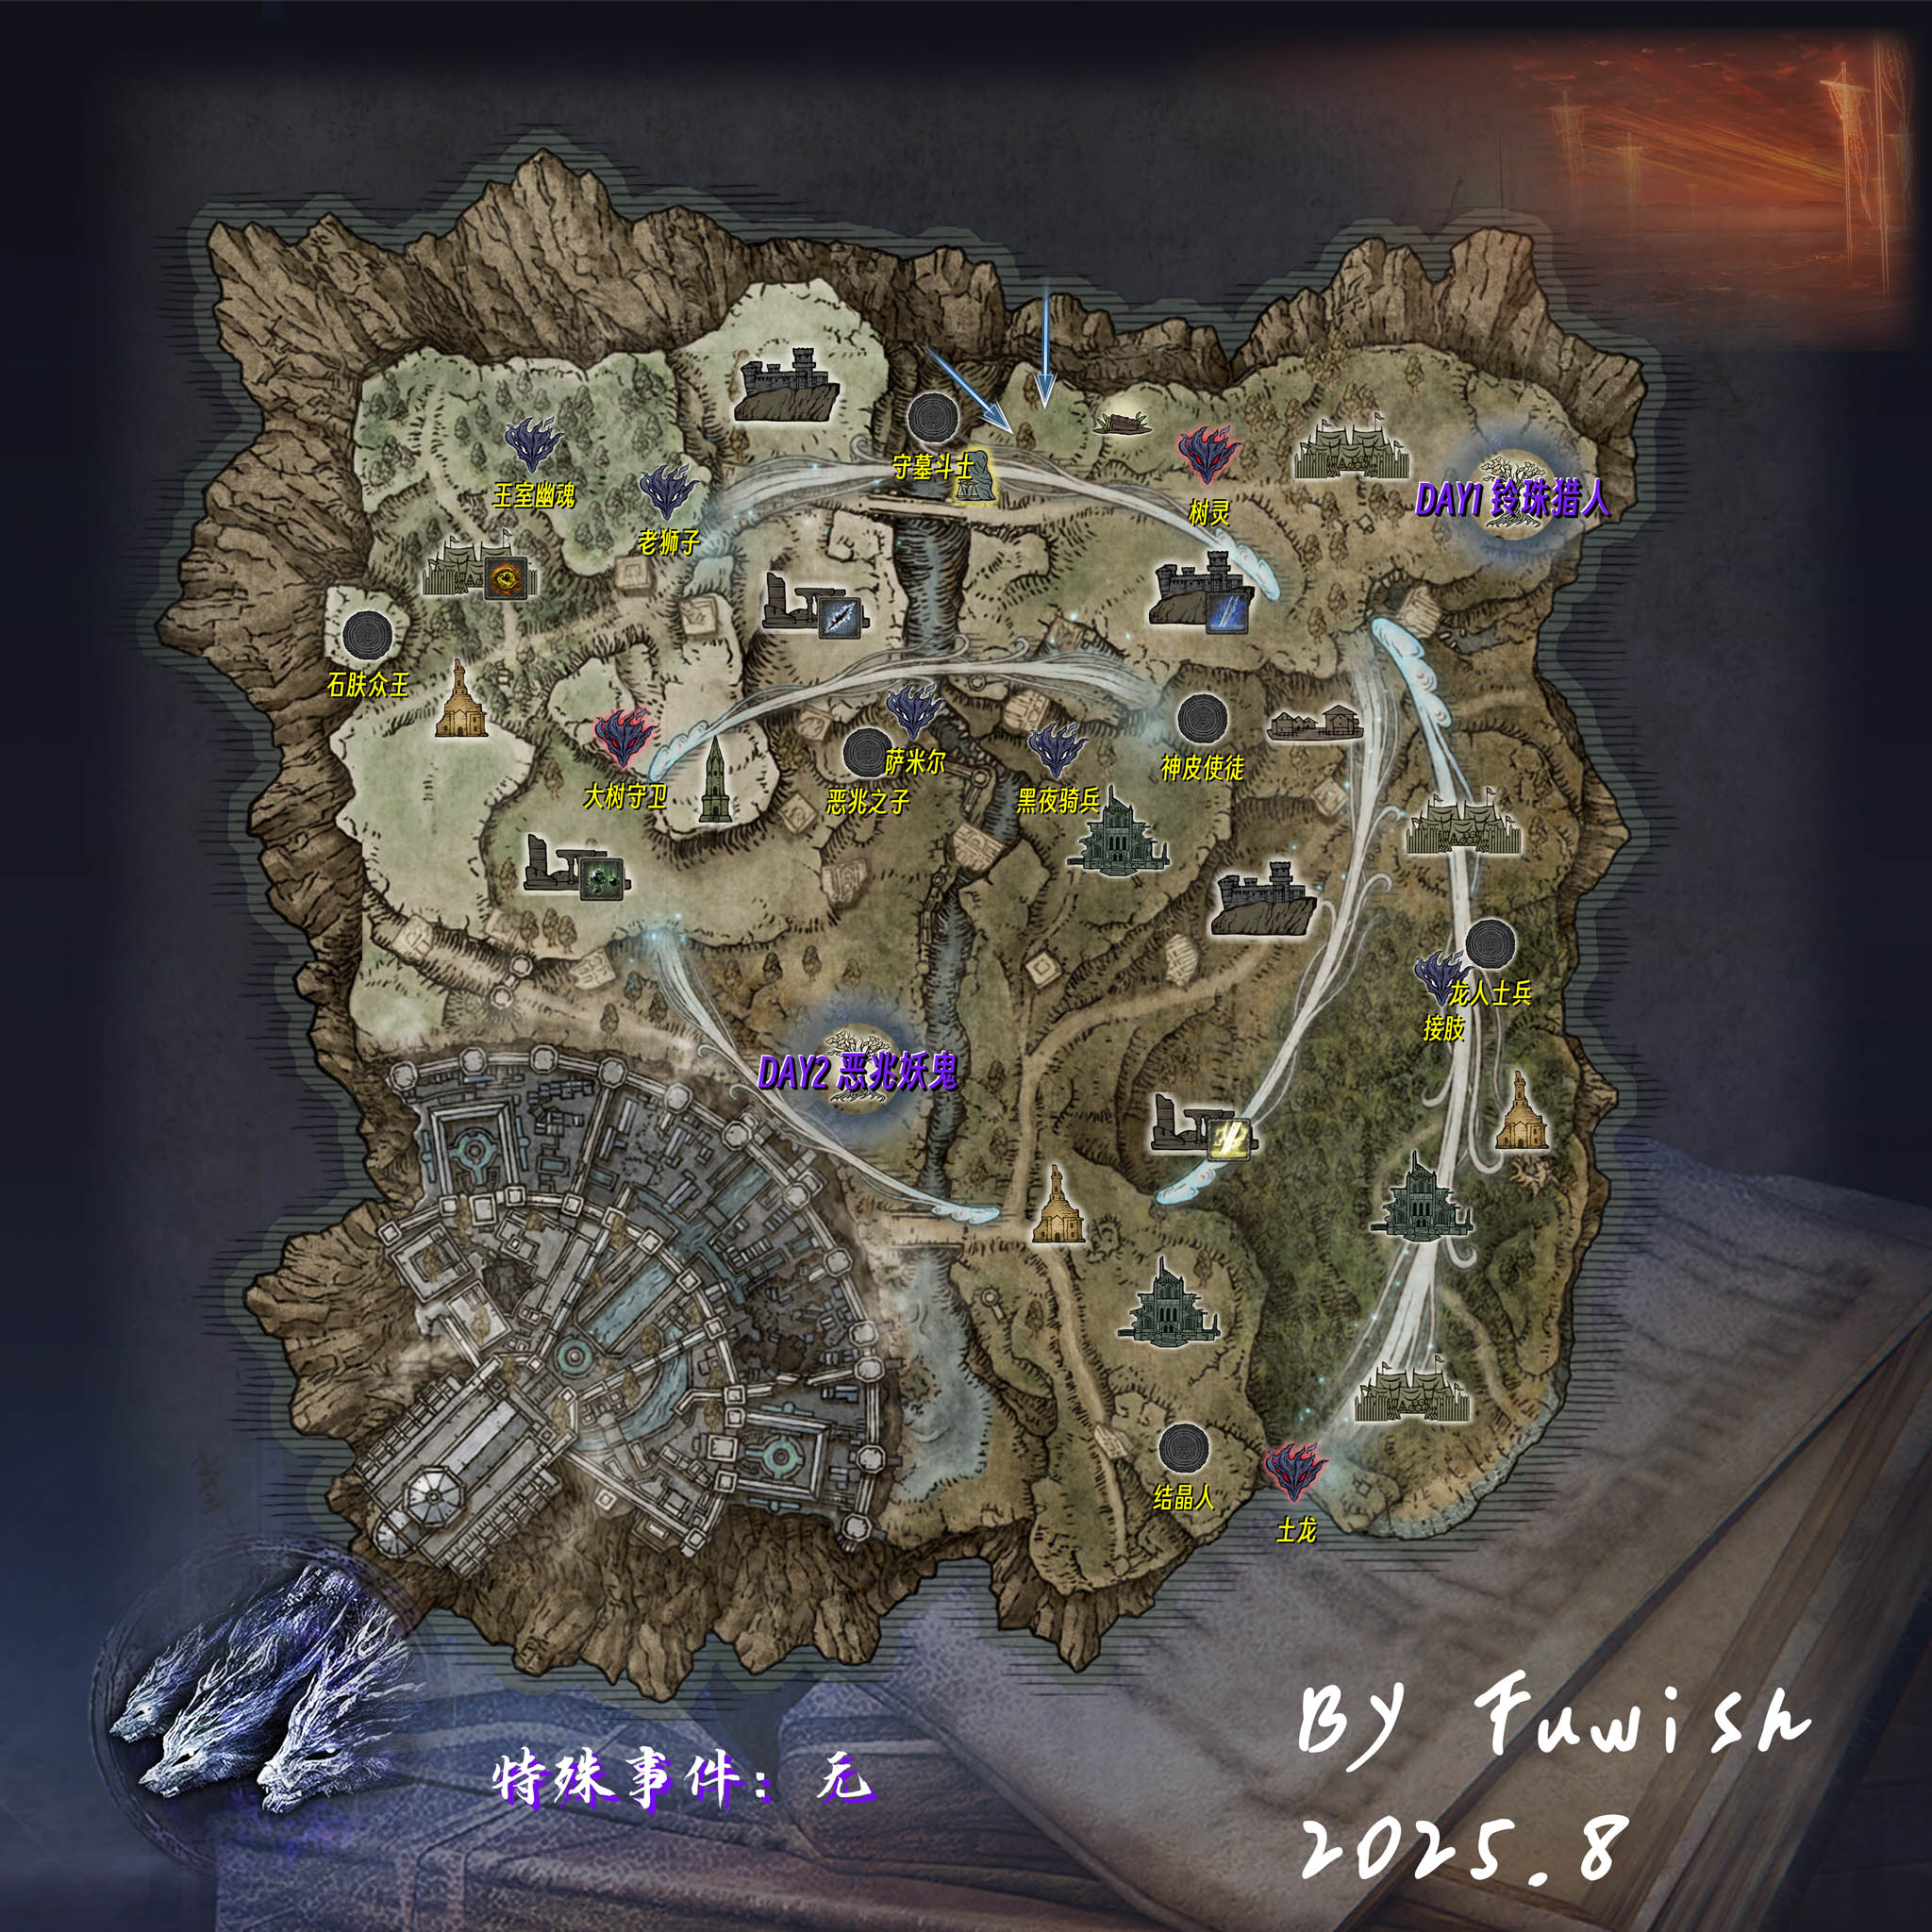 守墓斗士
王室幽魂
树灵
DAY1 铃珠猎人
老狮子
石肤众王
萨米尔
神皮使徒
大树守卫
恶兆之子
黑夜骑兵
龙人士兵
接肢
DAY2 恶兆妖鬼
结晶人
土龙
特殊事件：无
By Fuwish
2025.8